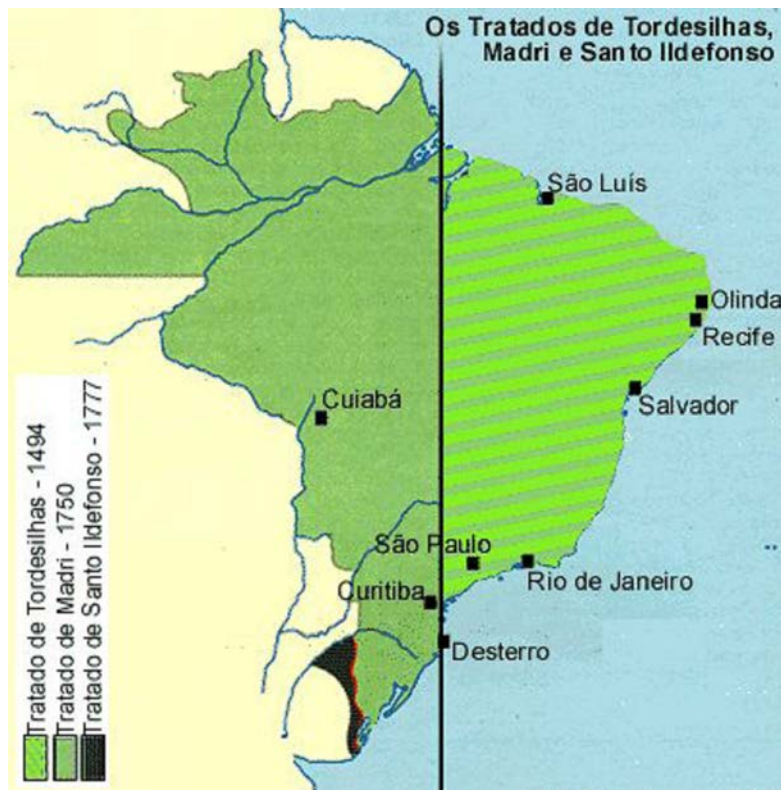 Os Tratados de Tordesilhas,
Madri e Santo Ildefonso
São Luís
Olinda
Recife
Cuiabá
Salvador
São Paulo
Rio de Janeiro
Curitiba
Desterro
Tratado de Tordesilhas - 1494
Tratado de Madri - 1750
Tratado de Santo Ildefonso - 1777